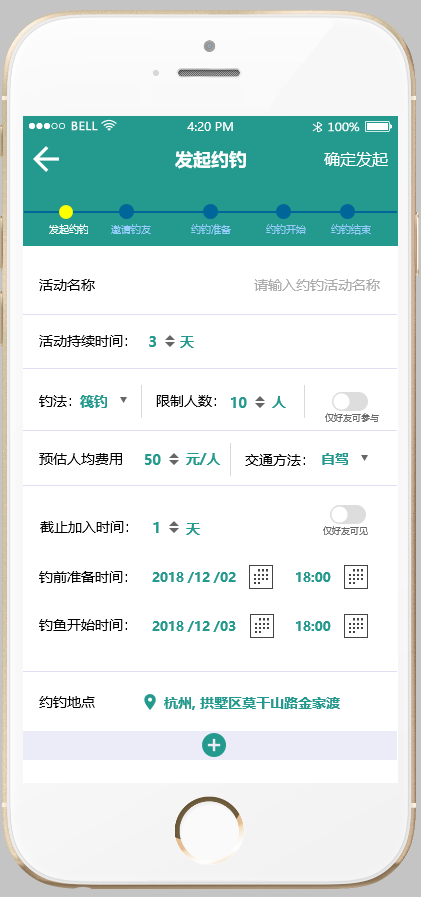 BELL 4:20 PM 100%
发起约钓 确定发起
发起约钓 邀请钓友 约钓准备 约钓开始 约钓结束
活动名称 请输入约钓活动名称
活动持续时间: 3 天
钓法: 筏钓 限制人数: 10 人 仅好友可参与
预估人均费用 50 元/人 交通方法: 自驾
截止加入时间: 1 天 仅好友可见
钓前准备时间: 2018 /12 /02 18:00
钓鱼开始时间: 2018 /12 /03 18:00
约钓地点 杭州, 拱墅区莫干山路金家渡